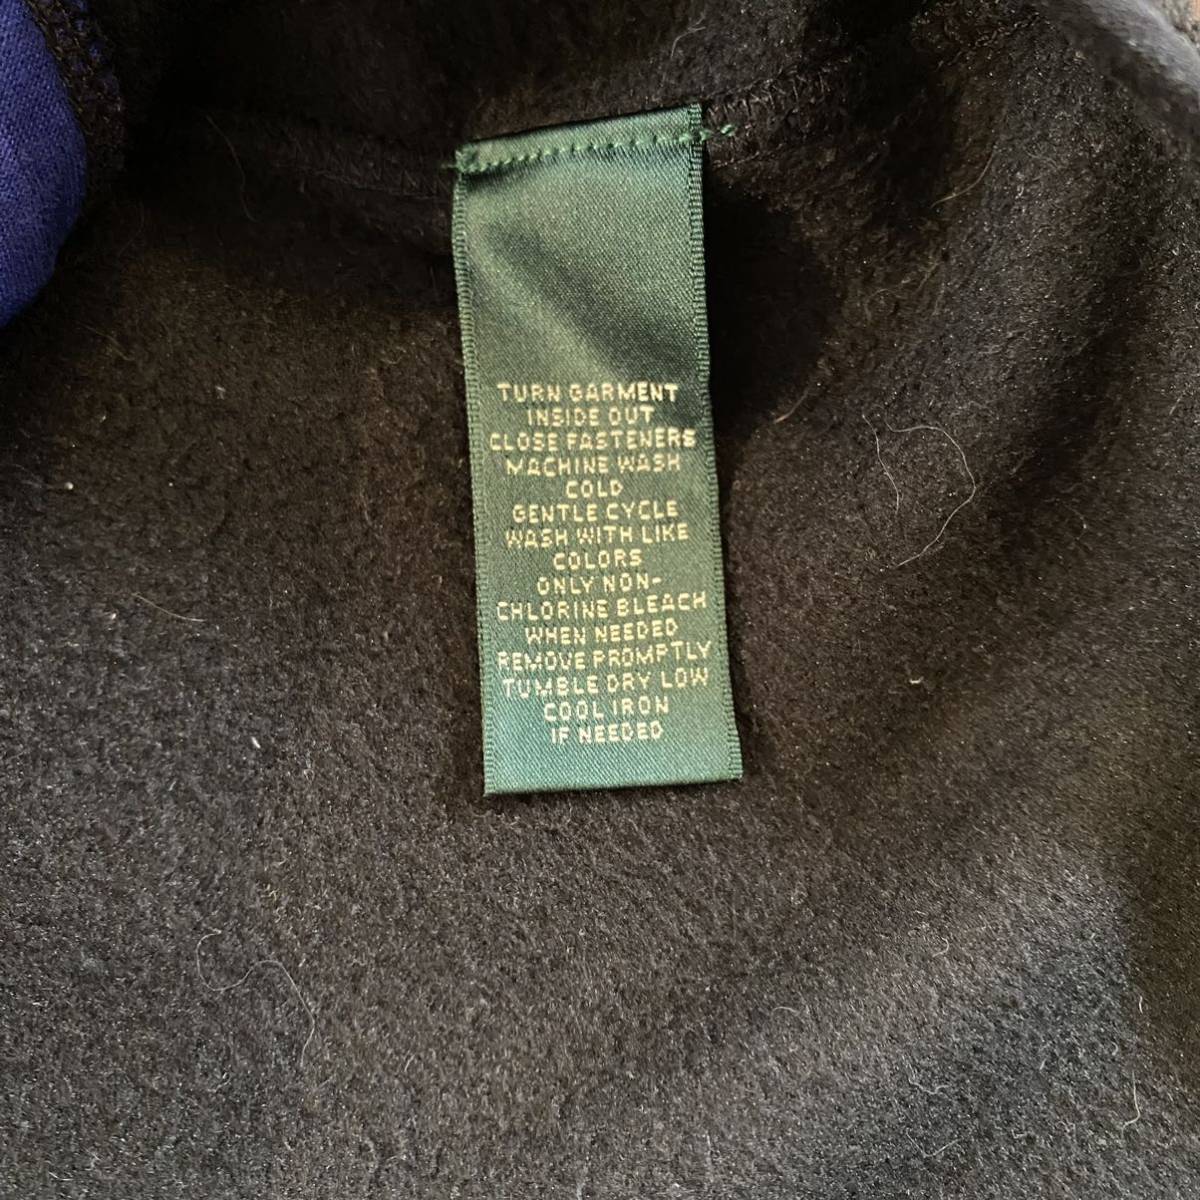 TURN GARMENT
INSIDE OUT
CLOSE FASTENERS
MACHINE WASH
COLD
GENTLE CYCLE
WASH WITH LIKE
COLORS
ONLY NON-
CHLORINE BLEACH
WHEN NEEDED
REMOVE PROMPTLY
TUMBLE DRY LOW
COOL IRON
IF NEEDED